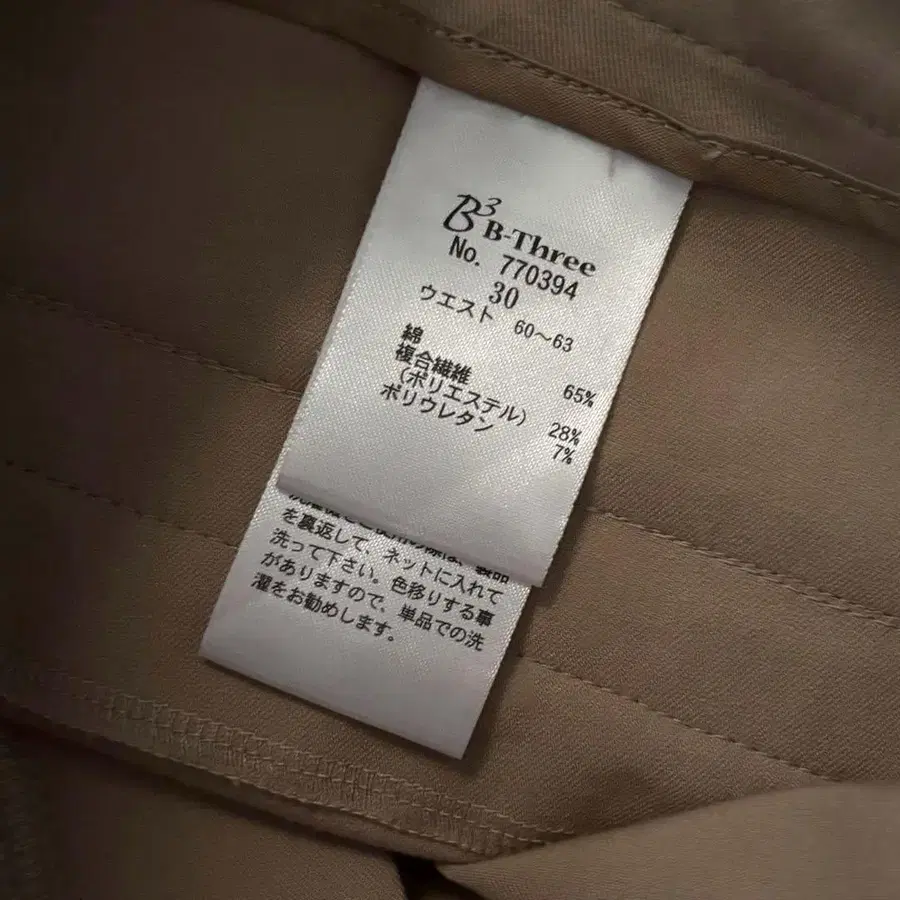 B3 B-Three
No. 770394
30
ウエスト 60〜63
綿 65%
複合繊維
(ポリエステル) 28%
ポリウレタン 7%
を裏返して、ネットに入れて
洗って下さい。色移りする事
がありますので、単品での洗
濯をお勧めします。